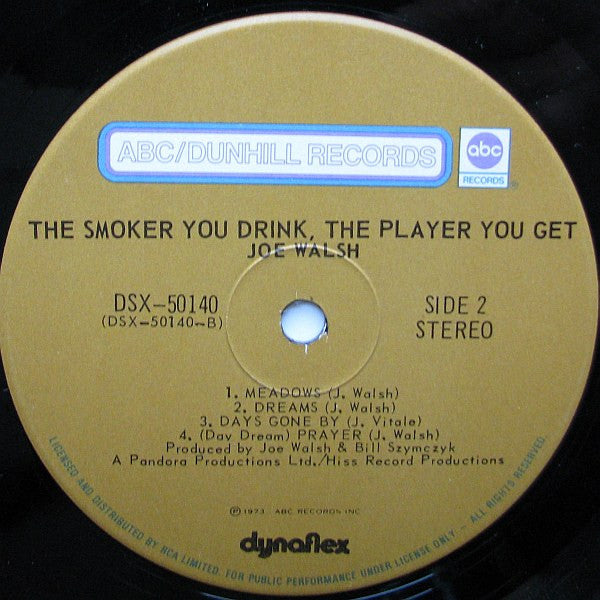 ABC/DUNHILL RECORDS
abc
RECORDS
THE SMOKER YOU DRINK, THE PLAYER YOU GET
JOE WALSH
DSX-50140
(DSX-50140-B)
SIDE 2
STEREO
1. MEADOWS (J. Walsh)
2. DREAMS (J. Walsh)
3. DAYS GONE BY (J. Vitale)
4. (Day Dream) PRAYER (J. Walsh)
Produced by Joe Walsh & Bill Szymczyk
A Pandora Productions Ltd./Hiss Record Productions
℗ 1973 ABC RECORDS INC
dynaflex
LICENSED AND DISTRIBUTED BY RCA LIMITED. FOR PUBLIC PERFORMANCE UNDER LICENSE ONLY - ALL RIGHTS RESERVED.